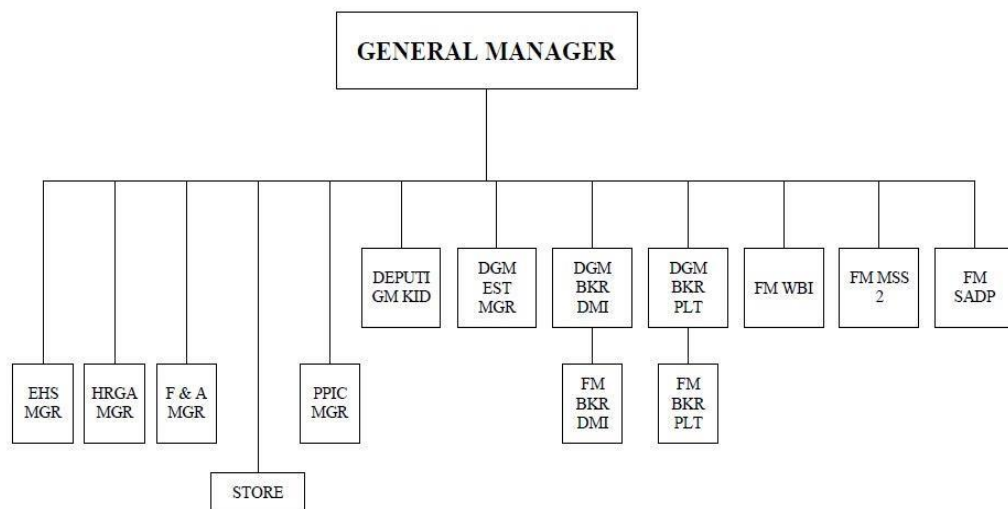 GENERAL MANAGER
DEPUTI
GM KID
DGM
EST
MGR
DGM
BKR
DMI
DGM
BKR
PLT
FM WBI
FM MSS
2
FM
SADP
EHS
MGR
HRGA
MGR
F & A
MGR
PPIC
MGR
FM
BKR
DMI
FM
BKR
PLT
STORE